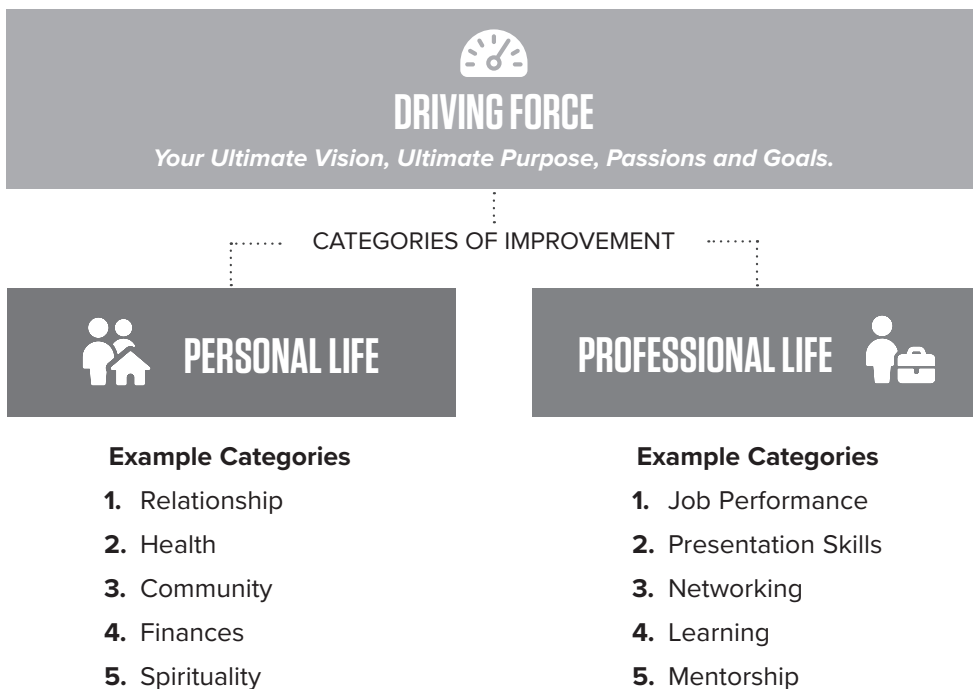 DRIVING FORCE
Your Ultimate Vision, Ultimate Purpose, Passions and Goals.
CATEGORIES OF IMPROVEMENT
PERSONAL LIFE
Example Categories
1. Relationship
2. Health
3. Community
4. Finances
5. Spirituality
PROFESSIONAL LIFE
Example Categories
1. Job Performance
2. Presentation Skills
3. Networking
4. Learning
5. Mentorship